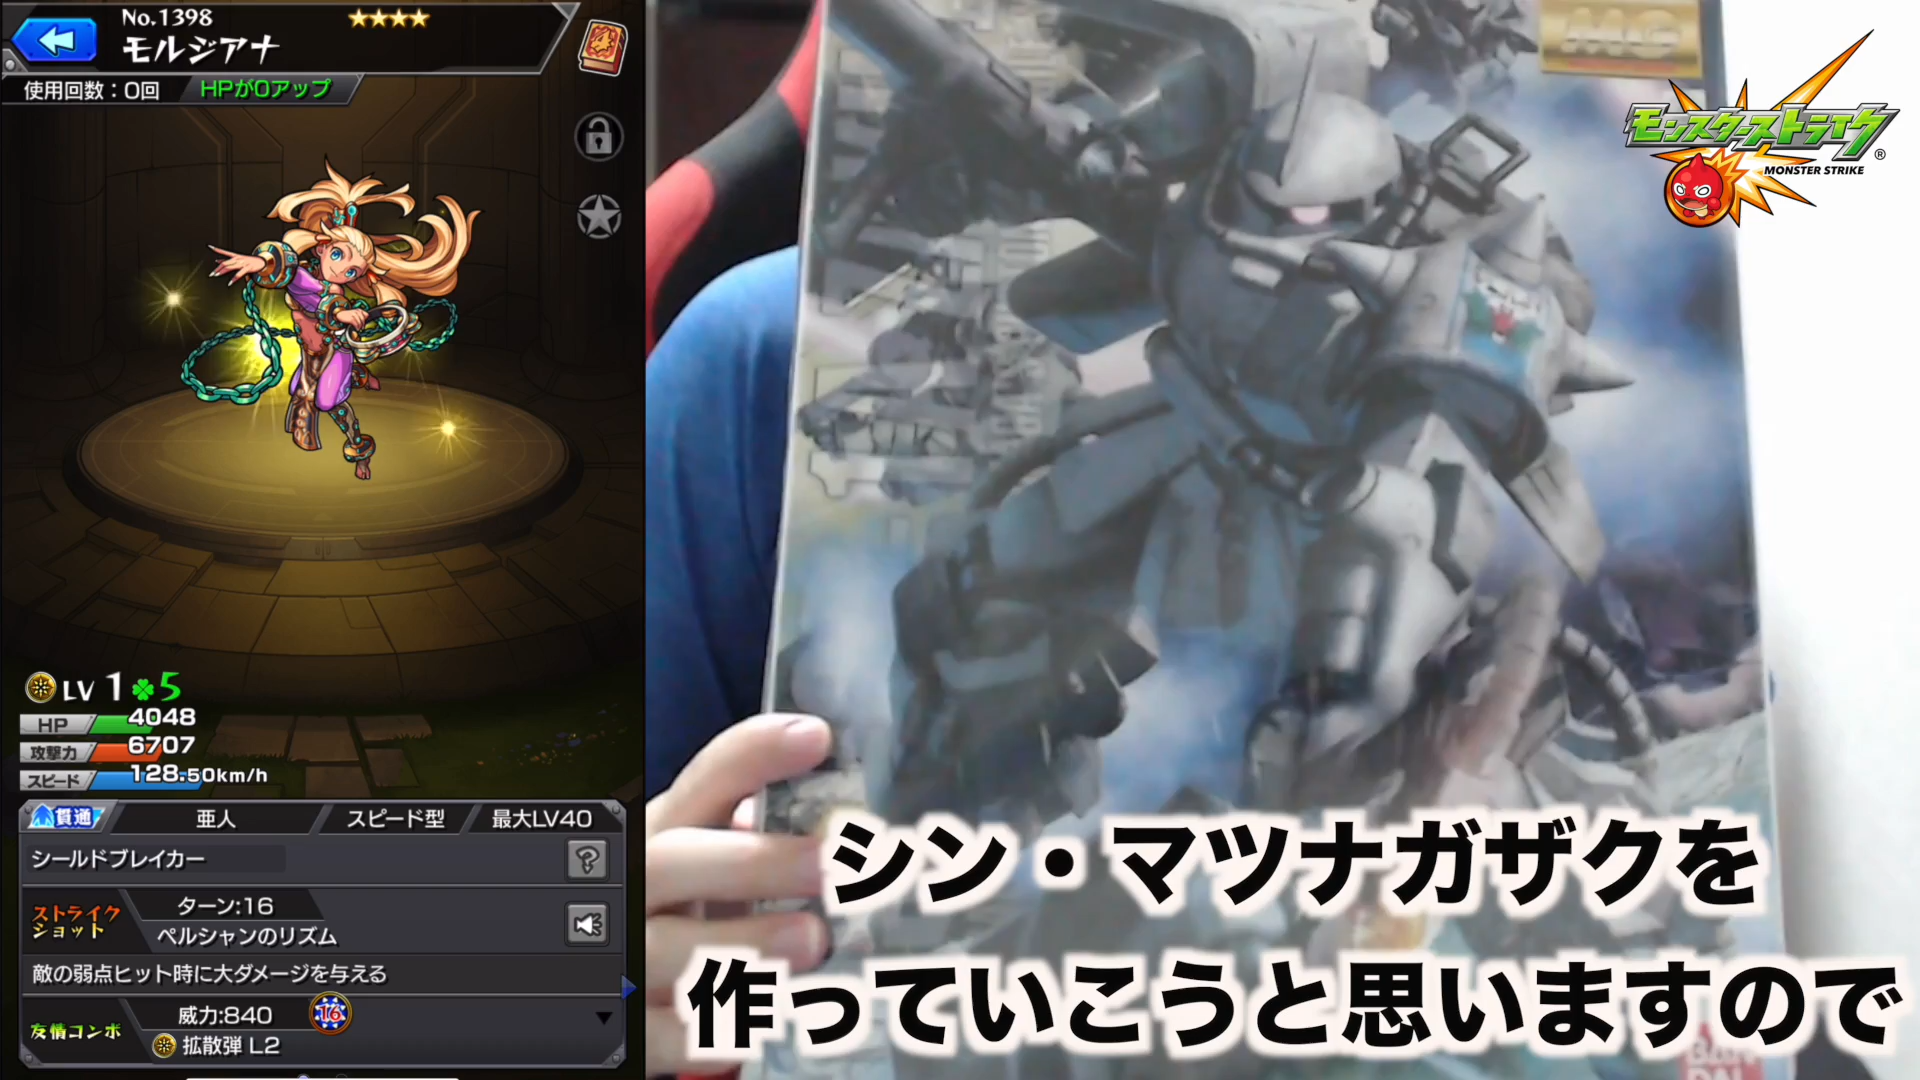 No.1398
★★★★
モルジアナ
使用回数：0回
HPが0アップ
LV 1 5
HP 4048
攻撃力 6707
スピード 128.50km/h
貫通 亜人 スピード型 最大LV40
シールドブレイカー
ストライクショット
ターン:16
ペルシャンのリズム
敵の弱点ヒット時に大ダメージを与える
友情コンボ
威力:840
16
拡散弾 L2
MG
モンスターストライク
®
MONSTER STRIKE
シン・マツナガザクを
作っていこうと思いますので